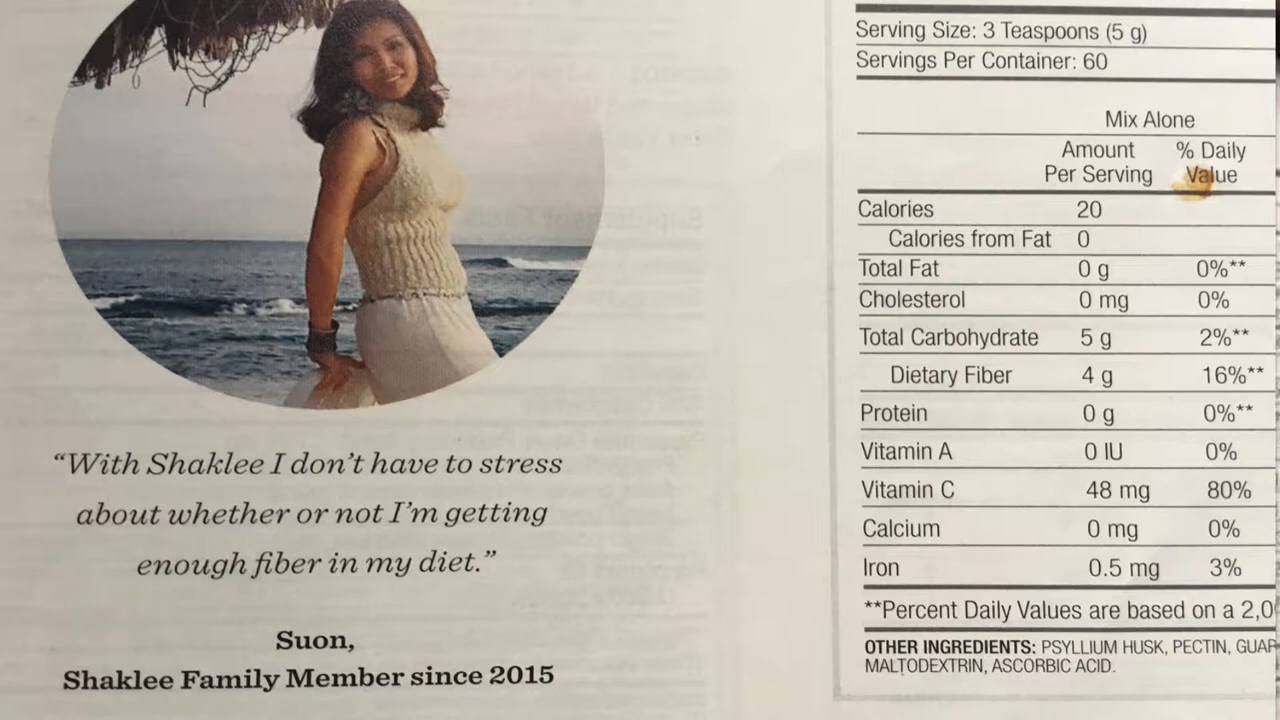 “With Shaklee I don’t have to stress
about whether or not I’m getting
enough fiber in my diet.”
Suon,
Shaklee Family Member since 2015
Serving Size: 3 Teaspoons (5 g)
Servings Per Container: 60
Mix Alone
Amount Per Serving % Daily Value
Calories 20
Calories from Fat 0
Total Fat 0 g 0%**
Cholesterol 0 mg 0%
Total Carbohydrate 5 g 2%**
Dietary Fiber 4 g 16%**
Protein 0 g 0%**
Vitamin A 0 IU 0%
Vitamin C 48 mg 80%
Calcium 0 mg 0%
Iron 0.5 mg 3%
**Percent Daily Values are based on a 2,0
OTHER INGREDIENTS: PSYLLIUM HUSK, PECTIN,
MALTODEXTRIN, ASCORBIC ACID.